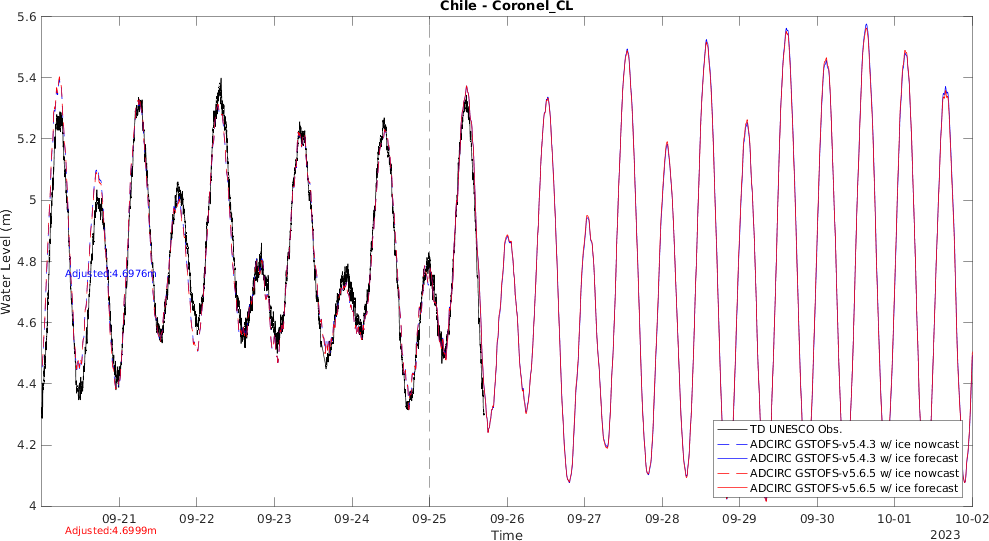 Chile - Coronel_CL
5.6
5.4
5.2
5
4.8
4.6
4.4
4.2
4
Water Level (m)
Adjusted:4.6976m
Adjusted:4.6999m
TD UNESCO Obs.
ADCIRC GSTOFS-v5.4.3 w/ ice nowcast
ADCIRC GSTOFS-v5.4.3 w/ ice forecast
ADCIRC GSTOFS-v5.6.5 w/ ice nowcast
ADCIRC GSTOFS-v5.6.5 w/ ice forecast
09-21 09-22 09-23 09-24 09-25 09-26 09-27 09-28 09-29 09-30 10-01 10-02
Time
2023